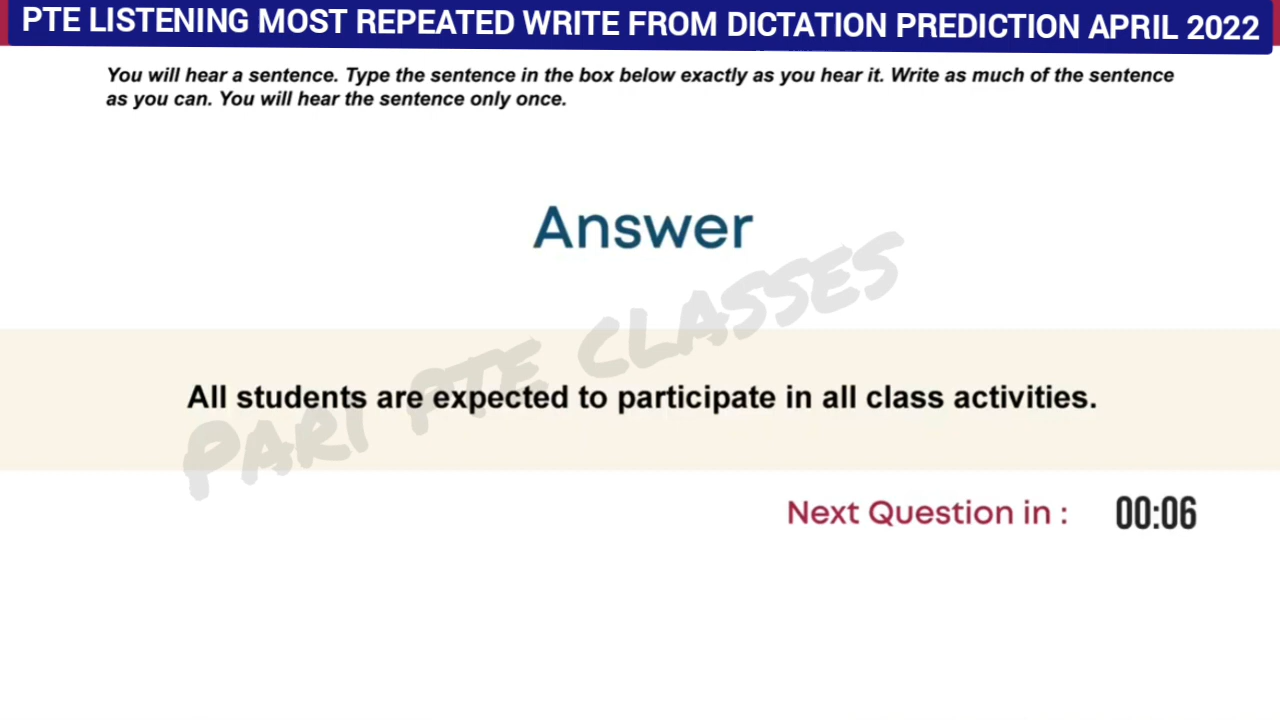 PTE LISTENING MOST REPEATED WRITE FROM DICTATION PREDICTION APRIL 2022
You will hear a sentence. Type the sentence in the box below exactly as you hear it. Write as much of the sentence
as you can. You will hear the sentence only once.
Answer
PARI PTE CLASSES
All students are expected to participate in all class activities.
Next Question in : 00:06